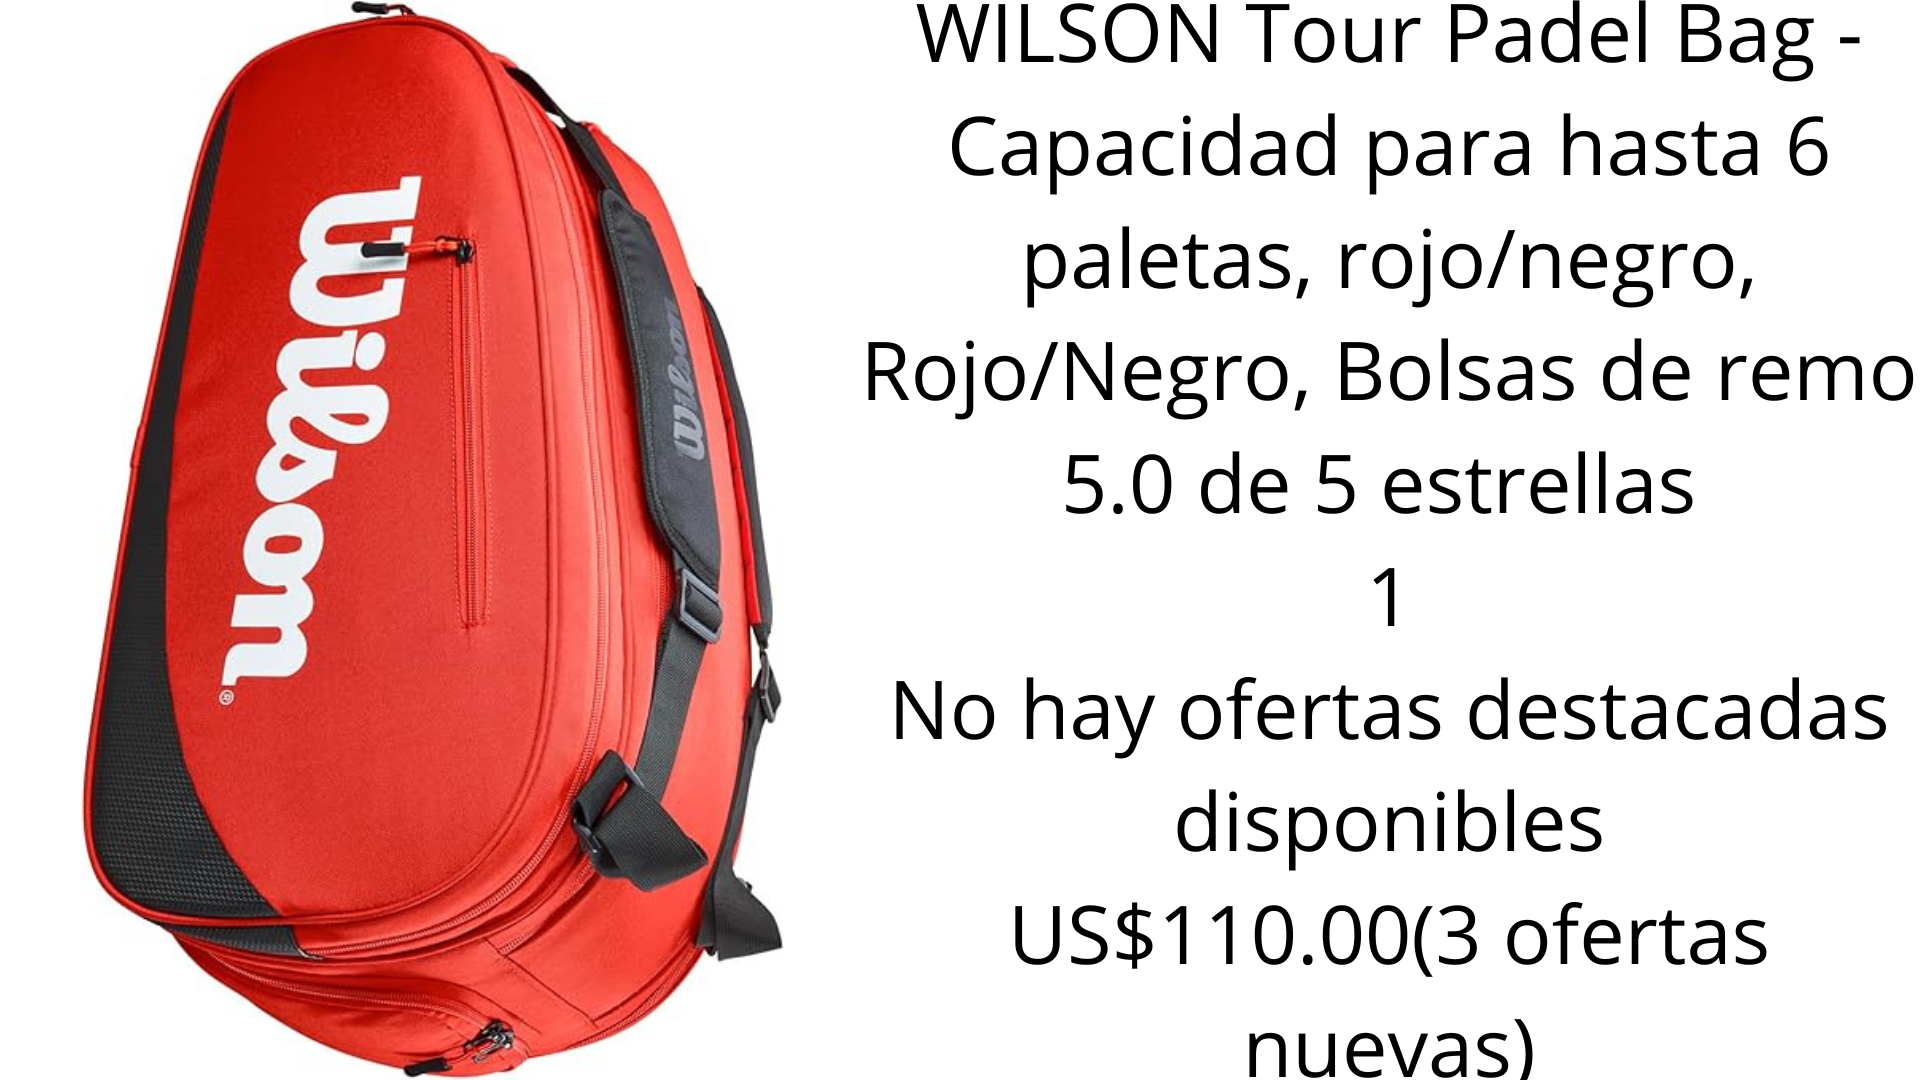 Wilson
®
Wilson
WILSON Tour Padel Bag -
Capacidad para hasta 6
paletas, rojo/negro,
Rojo/Negro, Bolsas de remo
5.0 de 5 estrellas
1
No hay ofertas destacadas
disponibles
US$110.00(3 ofertas
nuevas)